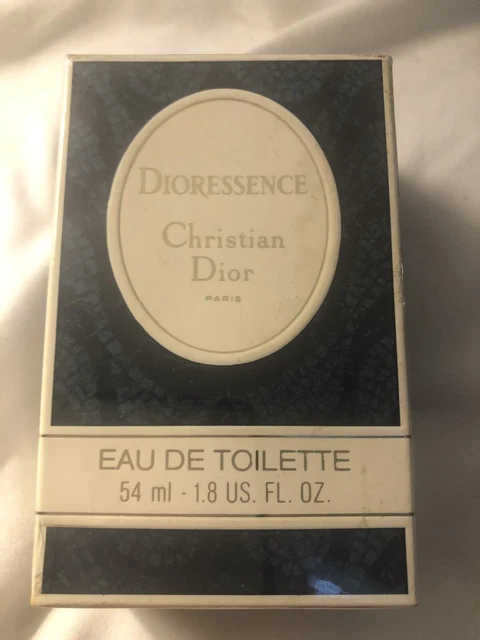 DIORESSENCE
Christian
Dior
PARIS
EAU DE TOILETTE
54 ml - 1.8 US. FL. OZ.